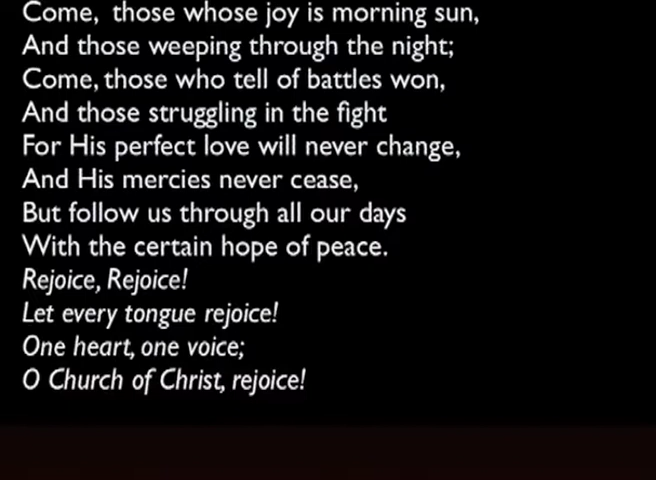 Come, those whose joy is morning sun,
And those weeping through the night;
Come, those who tell of battles won,
And those struggling in the fight
For His perfect love will never change,
And His mercies never cease,
But follow us through all our days
With the certain hope of peace.
Rejoice, Rejoice!
Let every tongue rejoice!
One heart, one voice;
O Church of Christ, rejoice!